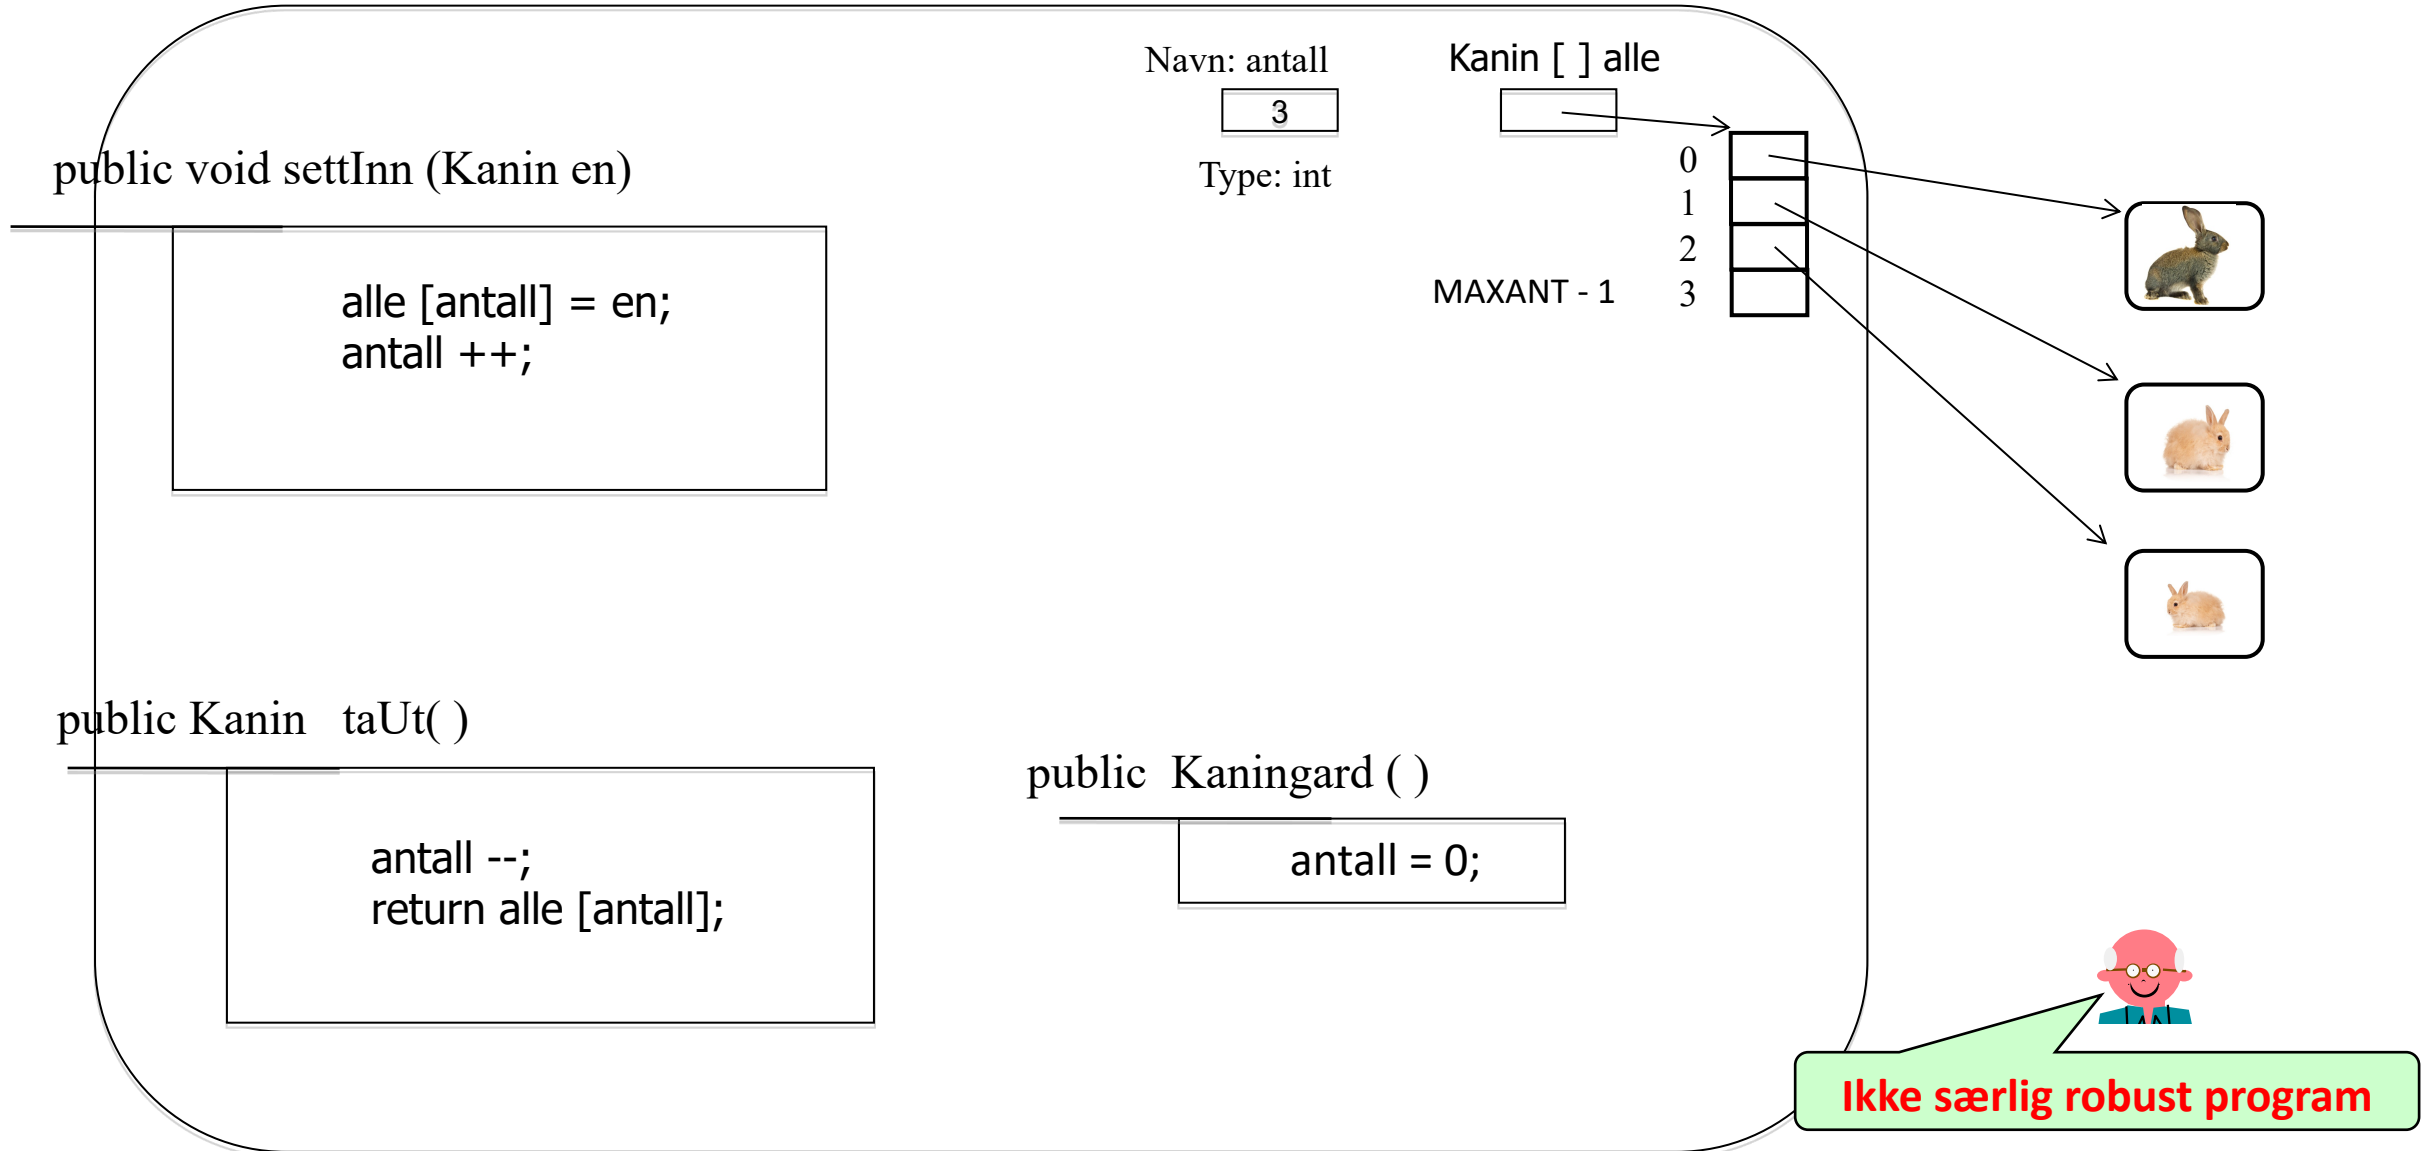 Navn: antall
Kanin [ ] alle
3
Type: int
0
1
2
MAXANT - 1 3
public void settInn (Kanin en)
alle [antall] = en;
antall ++;
public Kanin taUt( )
antall --;
return alle [antall];
public Kaningard ( )
antall = 0;
Ikke særlig robust program